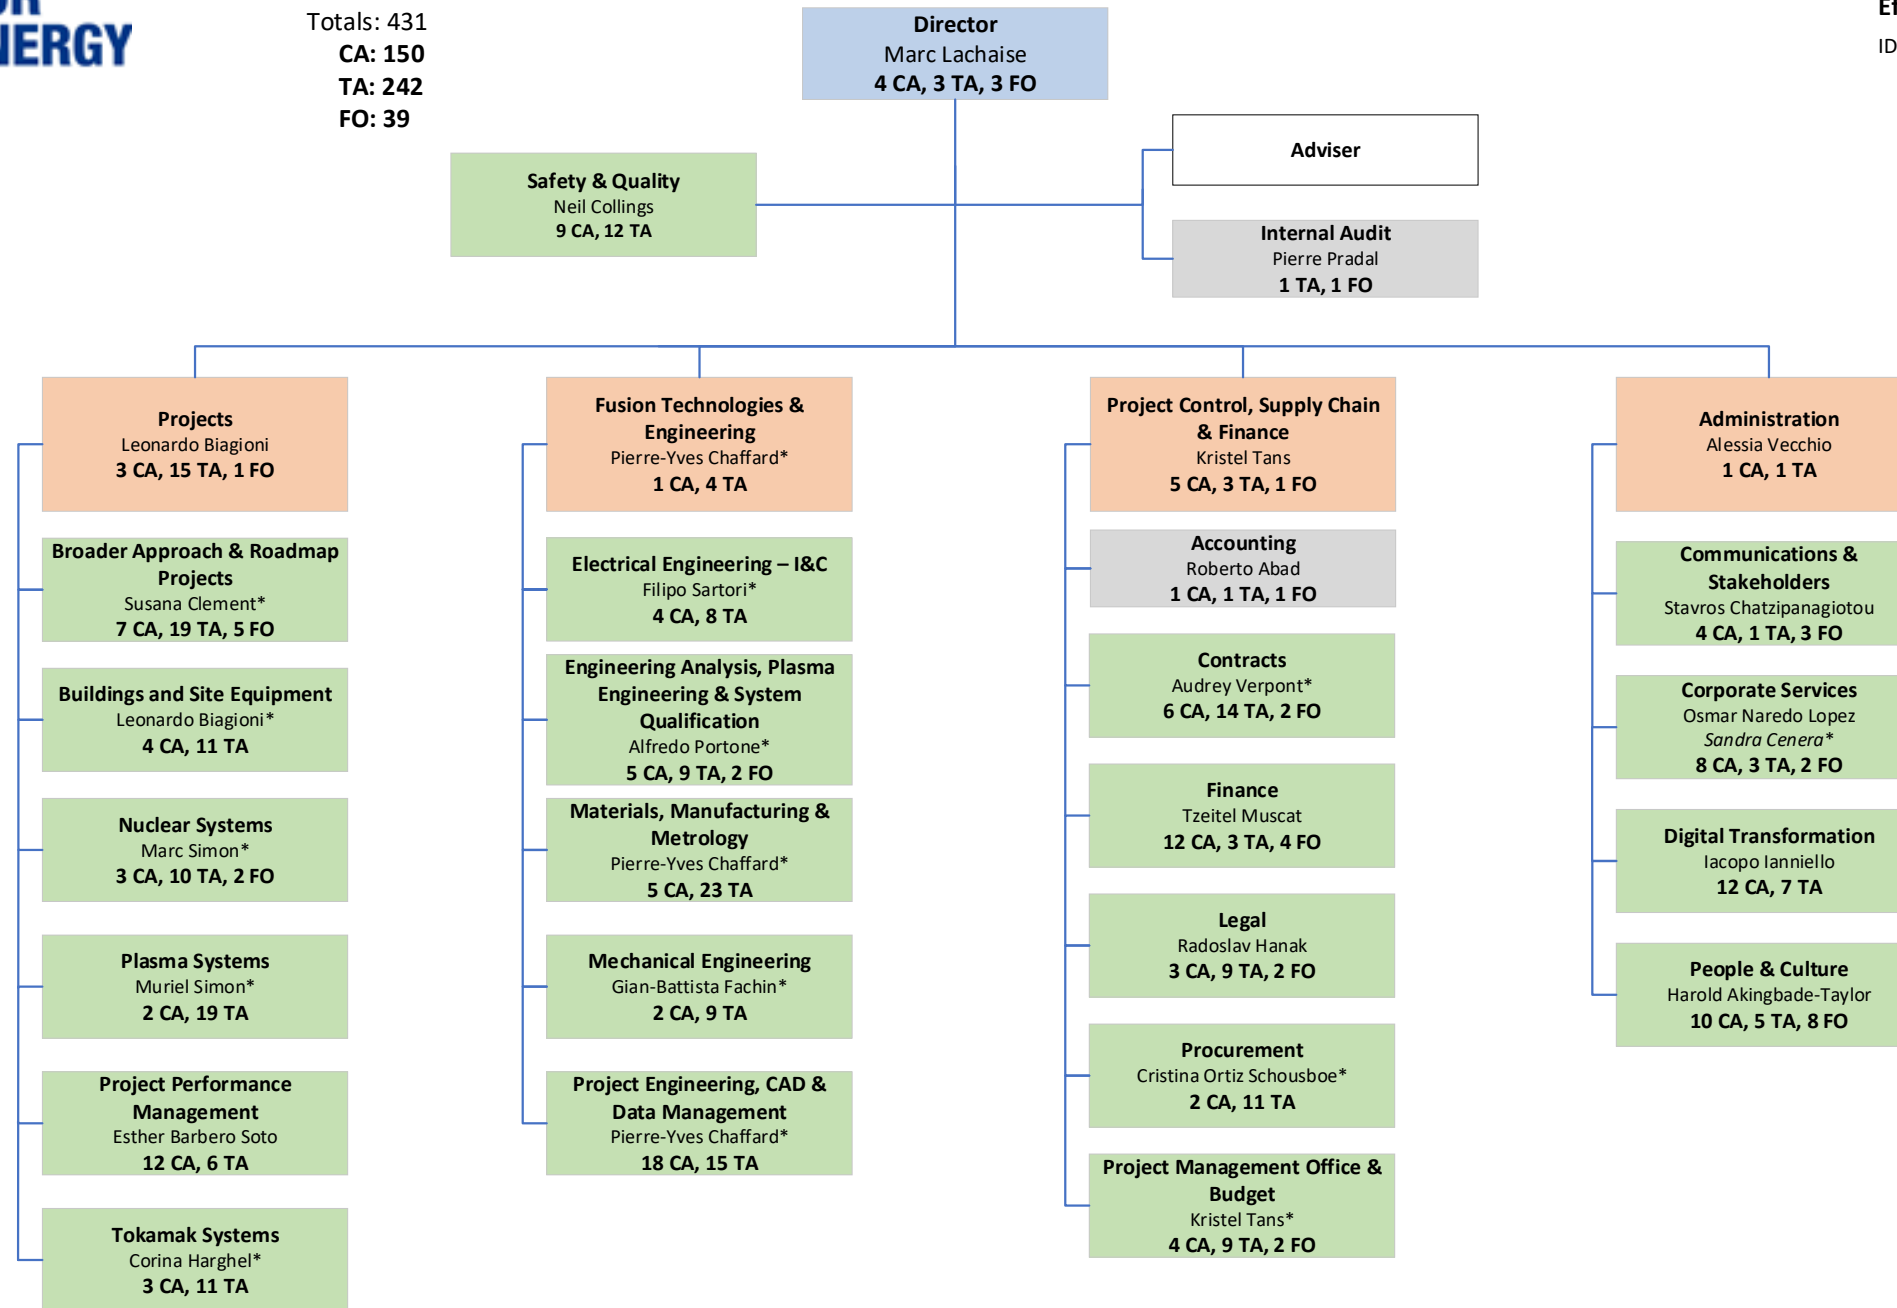 NERGY
Totals: 431
CA: 150
TA: 242
FO: 39
Director
Marc Lachaise
4 CA, 3 TA, 3 FO
ID
Adviser
Safety & Quality
Neil Collings
9 CA, 12 TA
Internal Audit
Pierre Pradal
1 TA, 1 FO
Projects
Leonardo Biagioni
3 CA, 15 TA, 1 FO
Broader Approach & Roadmap
Projects
Susana Clement*
7 CA, 19 TA, 5 FO
Buildings and Site Equipment
Leonardo Biagioni*
4 CA, 11 TA
Nuclear Systems
Marc Simon*
3 CA, 10 TA, 2 FO
Plasma Systems
Muriel Simon*
2 CA, 19 TA
Project Performance
Management
Esther Barbero Soto
12 CA, 6 TA
Tokamak Systems
Corina Harghel*
3 CA, 11 TA
Fusion Technologies &
Engineering
Pierre-Yves Chaffard*
1 CA, 4 TA
Electrical Engineering – I&C
Filipo Sartori*
4 CA, 8 TA
Engineering Analysis, Plasma
Engineering & System
Qualification
Alfredo Portone*
5 CA, 9 TA, 2 FO
Materials, Manufacturing &
Metrology
Pierre-Yves Chaffard*
5 CA, 23 TA
Mechanical Engineering
Gian-Battista Fachin*
2 CA, 9 TA
Project Engineering, CAD &
Data Management
Pierre-Yves Chaffard*
18 CA, 15 TA
Project Control, Supply Chain
& Finance
Kristel Tans
5 CA, 3 TA, 1 FO
Accounting
Roberto Abad
1 CA, 1 TA, 1 FO
Contracts
Audrey Verpont*
6 CA, 14 TA, 2 FO
Finance
Tzeitel Muscat
12 CA, 3 TA, 4 FO
Legal
Radoslav Hanak
3 CA, 9 TA, 2 FO
Procurement
Cristina Ortiz Schousboe*
2 CA, 11 TA
Project Management Office &
Budget
Kristel Tans*
4 CA, 9 TA, 2 FO
Administration
Alessia Vecchio
1 CA, 1 TA
Communications &
Stakeholders
Stavros Chatzipanagiotou
4 CA, 1 TA, 3 FO
Corporate Services
Osmar Naredo Lopez
Sandra Cenera*
8 CA, 3 TA, 2 FO
Digital Transformation
Iacopo Ianniello
12 CA, 7 TA
People & Culture
Harold Akingbade-Taylor
10 CA, 5 TA, 8 FO